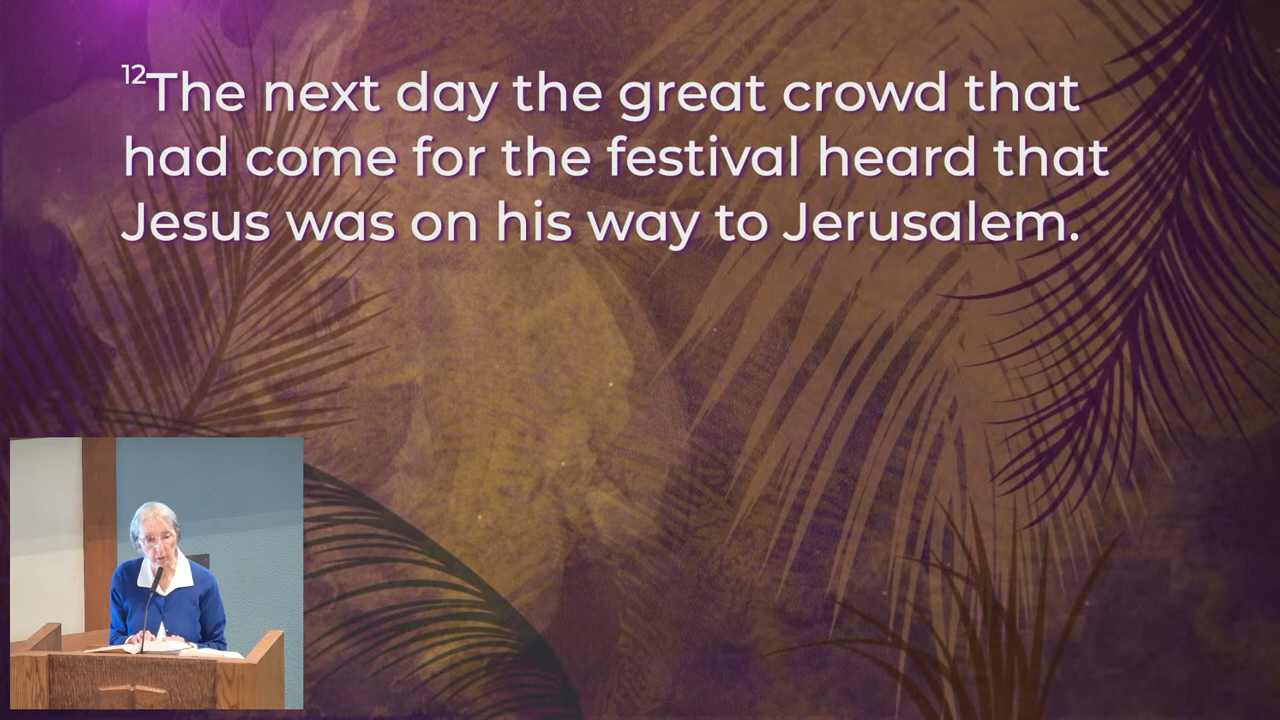 12The next day the great crowd that
had come for the festival heard that
Jesus was on his way to Jerusalem.